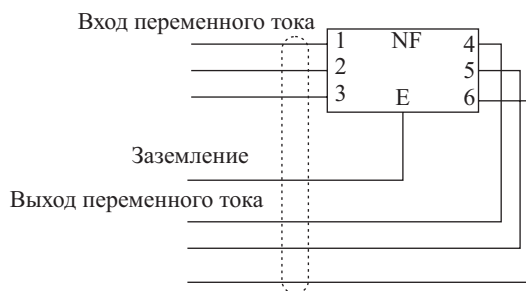 Вход переменного тока
1 NF 4
2 5
3 E 6
Заземление
Выход переменного тока